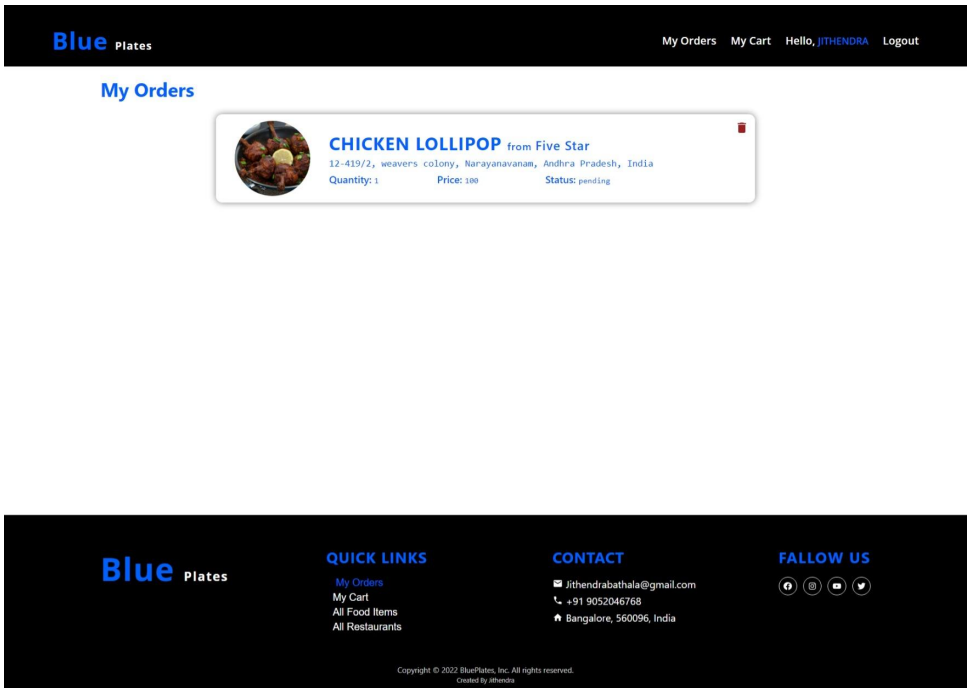 Blue Plates
My Orders My Cart Hello, JITHENDRA Logout
My Orders
CHICKEN LOLLIPOP from Five Star
12-419/2, weavers colony, Narayanavanam, Andhra Pradesh, India
Quantity: 1 Price: 100 Status: pending
Blue Plates
QUICK LINKS
My Orders
My Cart
All Food Items
All Restaurants
CONTACT
Jithendrabathala@gmail.com
+91 9052046768
Bangalore, 560096, India
FALLOW US
Copyright © 2022 BluePlates, Inc. All rights reserved.
Created By Jithendra